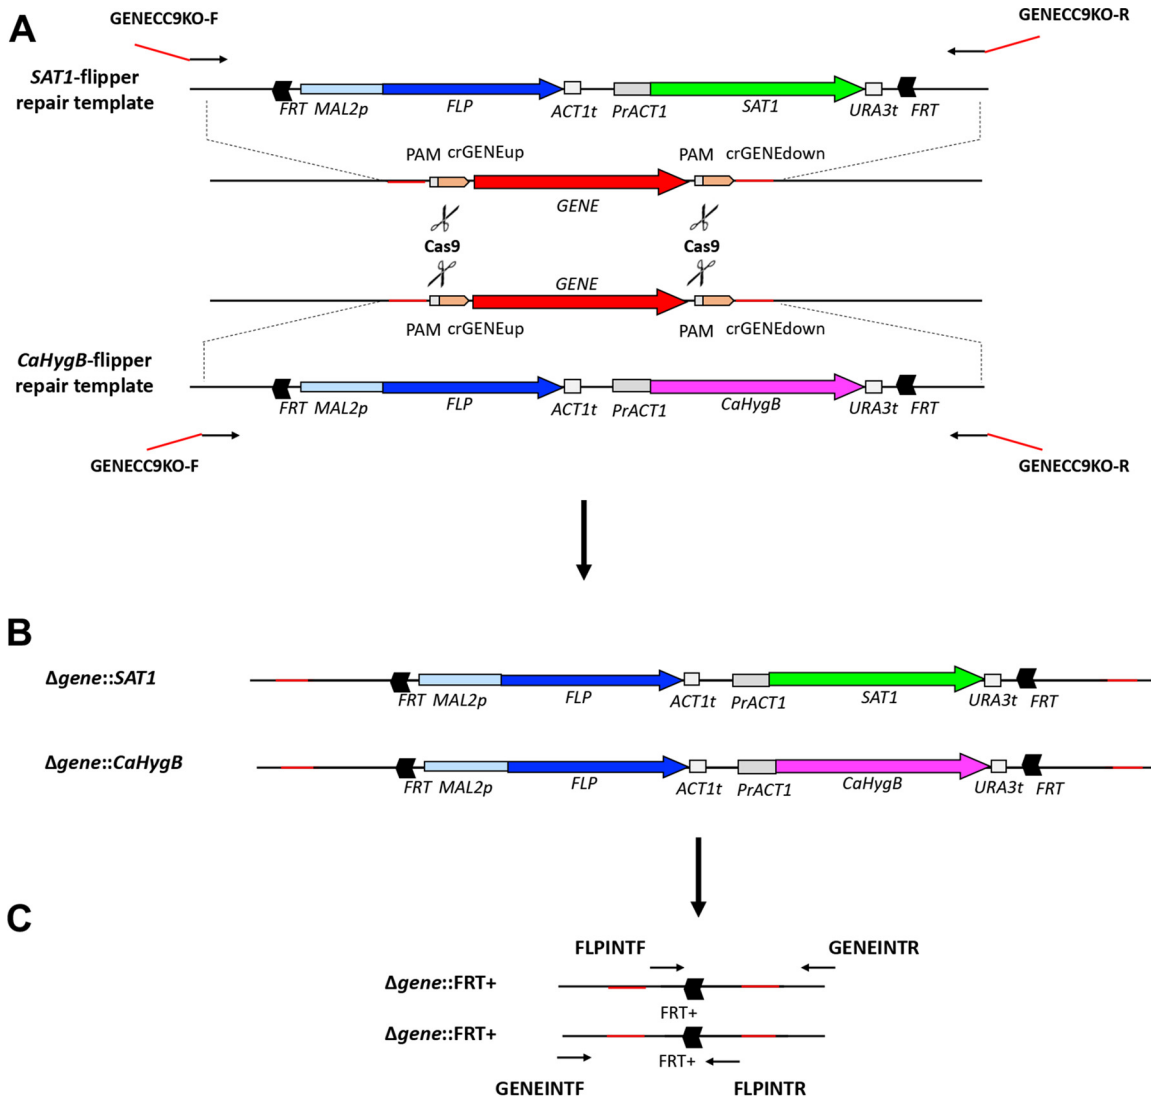 A
GENECC9KO-F
GENECC9KO-R
SAT1-flipper
repair template
FRT MAL2p FLP ACT1t PrACT1 SAT1 URA3t FRT
PAM crGENEup PAM crGENEdown
GENE
Cas9 Cas9
GENE
PAM crGENEup PAM crGENEdown
CaHygB-flipper
repair template
FRT MAL2p FLP ACT1t PrACT1 CaHygB URA3t FRT
GENECC9KO-F GENECC9KO-R
B
Δgene::SAT1
FRT MAL2p FLP ACT1t PrACT1 SAT1 URA3t FRT
Δgene::CaHygB
FRT MAL2p FLP ACT1t PrACT1 CaHygB URA3t FRT
C
FLPINTF GENEINTR
Δgene::FRT+
FRT+
Δgene::FRT+
FRT+
GENEINTF FLPINTR